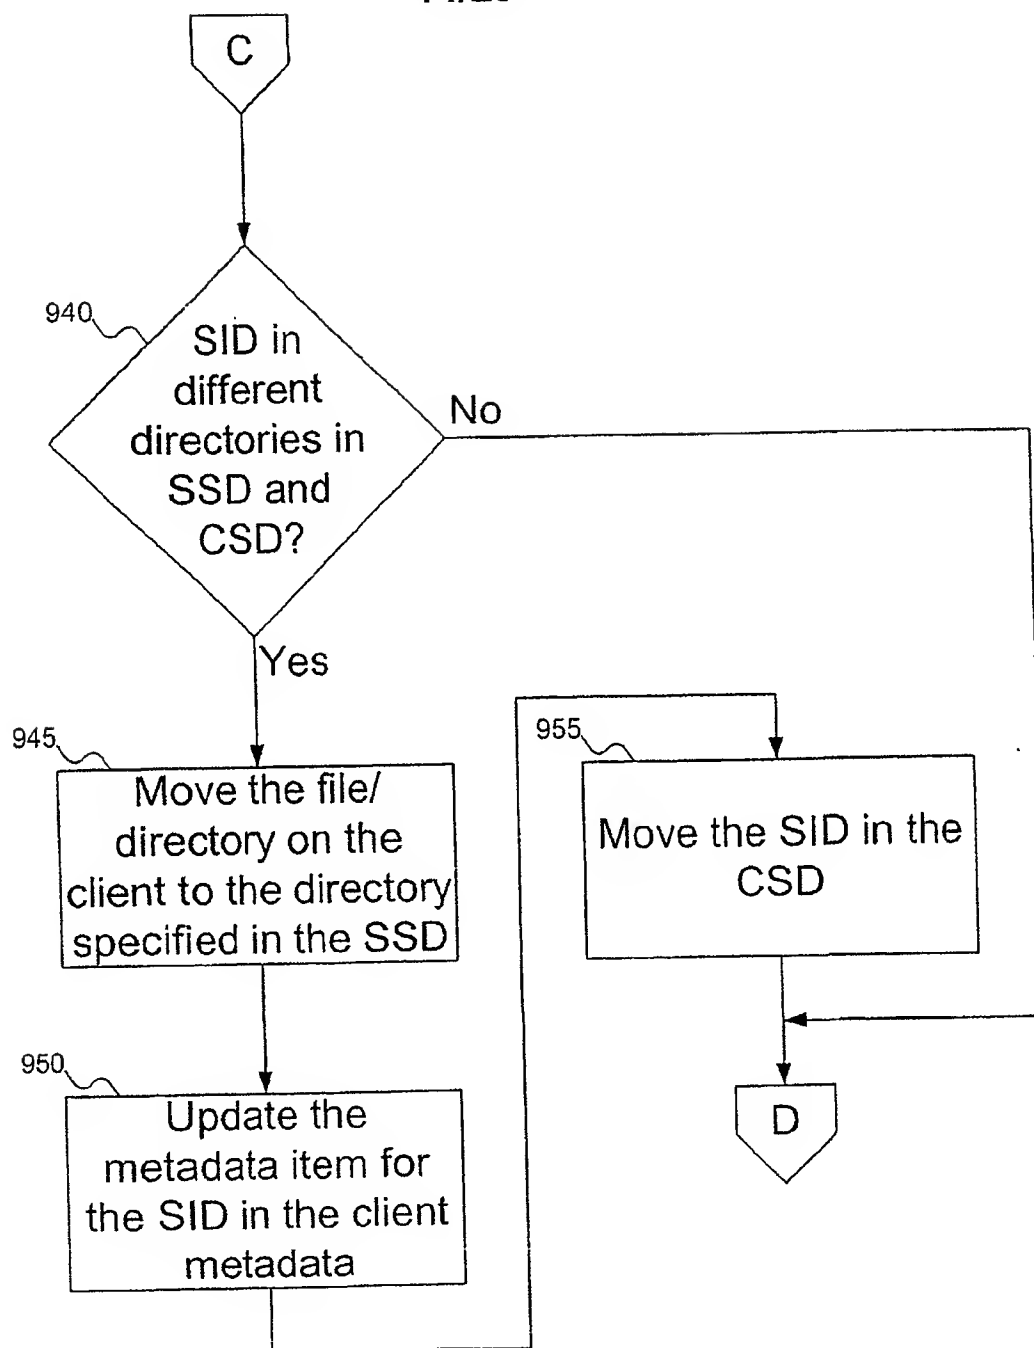 C
940
SID in
different
directories in
SSD and
CSD?
No
Yes
945
Move the file/
directory on the
client to the directory
specified in the SSD
950
Update the
metadata item for
the SID in the client
metadata
955
Move the SID in the
CSD
D